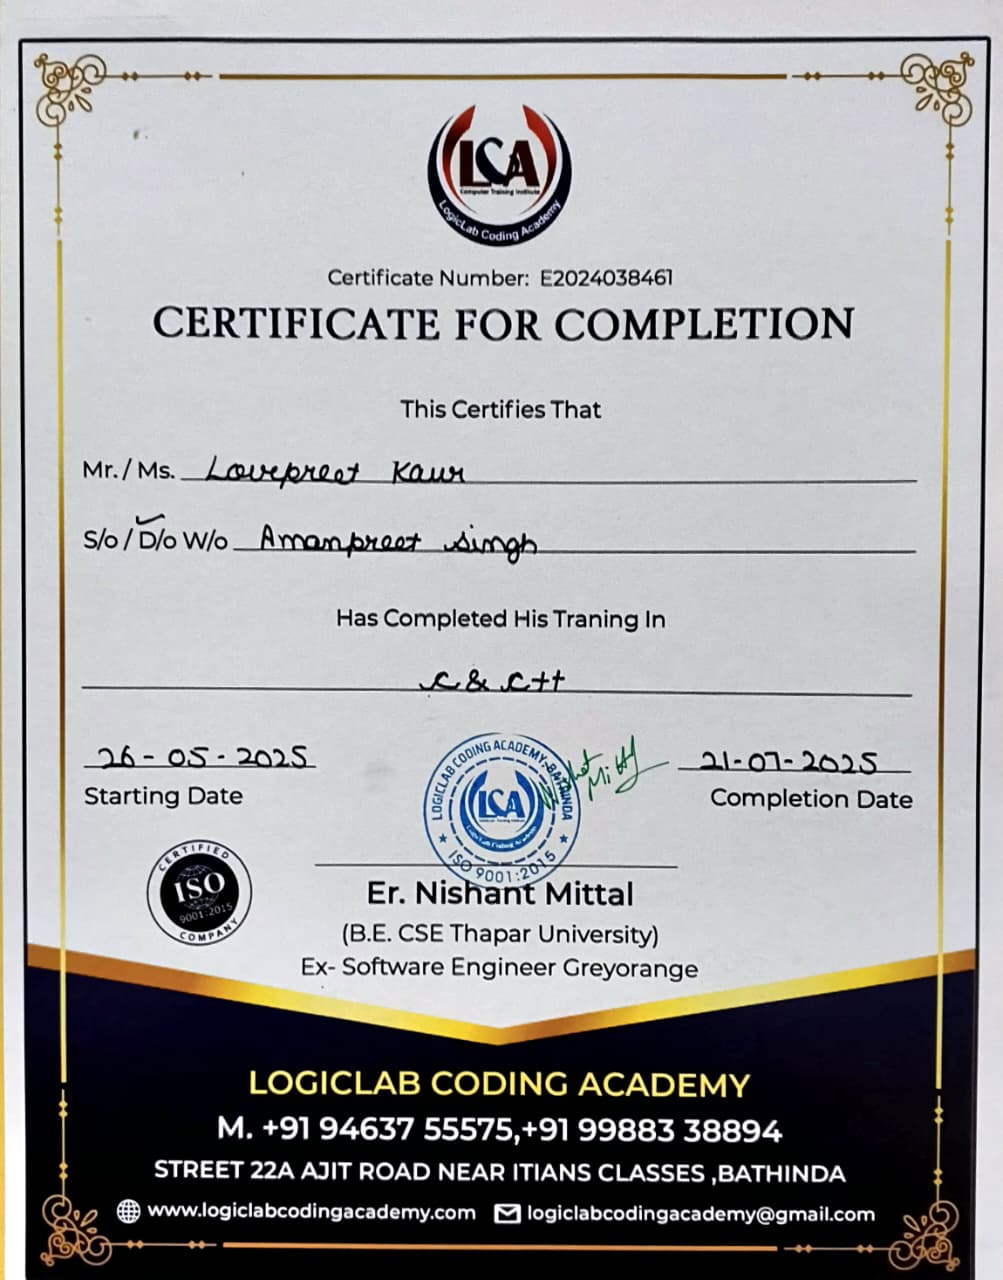 LCA
Computer Training Institute
LogicLab Coding Academy
Certificate Number: E2024038461
CERTIFICATE FOR COMPLETION
This Certifies That
Mr./ Ms. Lovepreet Kaur
S/o / D/o W/o Amanpreet Singh
Has Completed His Traning In
C & C++
26-05-2025
21-07-2025
Starting Date
Completion Date
LOGICLAB CODING ACADEMY-BATHINDA
LCA
LogicLab Coding Academy
ISO 9001:2015
Nishant Mittal
CERTIFIED
ISO
9001:2015
COMPANY
Er. Nishant Mittal
(B.E. CSE Thapar University)
Ex- Software Engineer Greyorange
LOGICLAB CODING ACADEMY
M. +91 94637 55575,+91 99883 38894
STREET 22A AJIT ROAD NEAR ITIANS CLASSES ,BATHINDA
www.logiclabcodingacademy.com logiclabcodingacademy@gmail.com